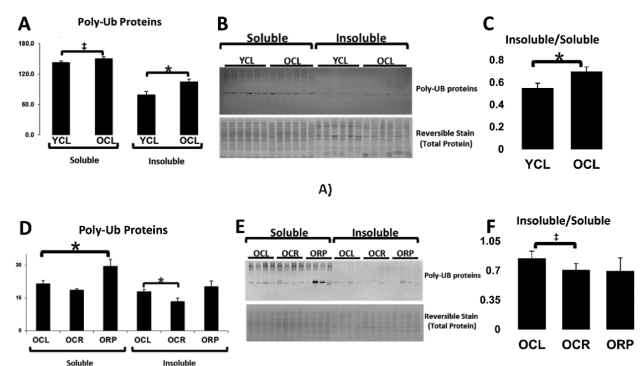 A
Poly-Ub Proteins
180.0
120.0
60.0
0.0
‡
*
YCL OCL YCL OCL
Soluble Insoluble
B
Soluble Insoluble
YCL OCL YCL OCL
Poly-UB proteins
Reversible Stain
(Total Protein)
C
Insoluble/Soluble
0.8
0.6
0.4
0.2
0
*
YCL OCL
A)
D
Poly-Ub Proteins
30
15
0
*
*
OCL OCR ORP OCL OCR ORP
Soluble Insoluble
E
Soluble Insoluble
OCL OCR ORP OCL OCR ORP
Poly-UB proteins
Reversible Stain
(Total Protein)
F
Insoluble/Soluble
1.05
0.7
0.35
0
‡
OCL OCR ORP